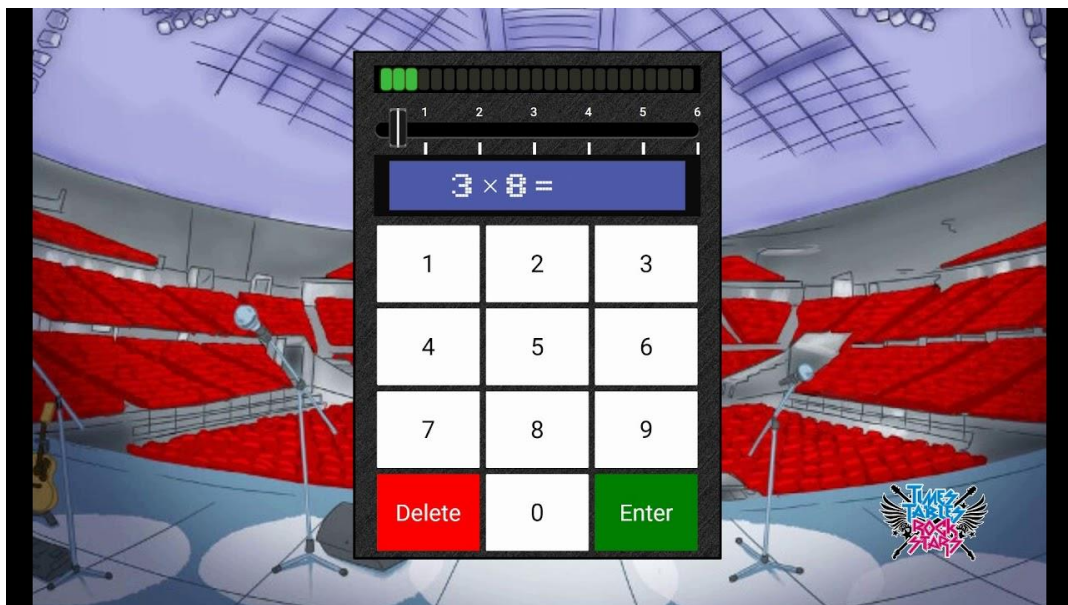 1 2 3 4 5 6
3 × 8 =
1 2 3
4 5 6
7 8 9
Delete 0 Enter
TIMES
TABLES
ROCK
STARS